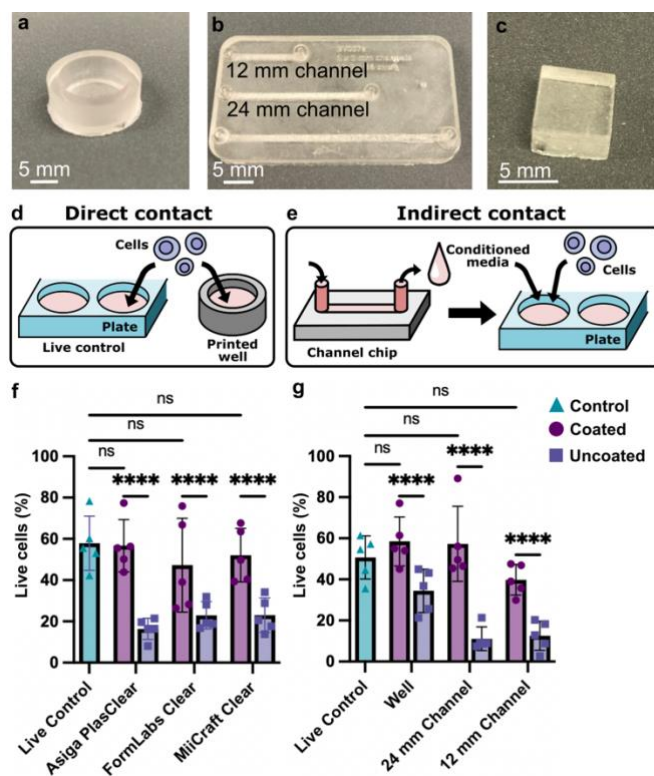 a
5 mm
b
12 mm channel
24 mm channel
5 mm
c
5 mm
d Direct contact
Cells
Plate
Live control
Printed well
e Indirect contact
Conditioned media
Cells
Channel chip
Plate
f
ns
ns
ns
**** **** ****
Live cells (%)
100
80
60
40
20
0
Live Control
Asiga PlasClear
FormLabs Clear
MiiCraft Clear
g
ns
ns
ns
**** **** ****
Live cells (%)
100
80
60
40
20
0
Live Control
Well
24 mm Channel
12 mm Channel
Control
Coated
Uncoated